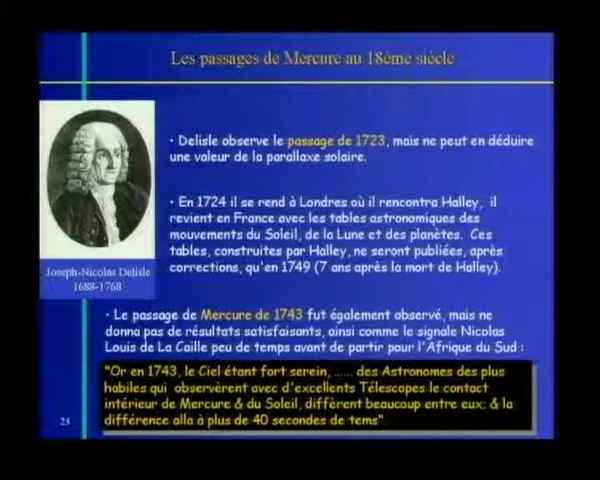 Les passages de Mercure au 18ème siècle
• Delisle observe le passage de 1723, mais ne peut en déduire
une valeur de la parallaxe solaire.
• En 1724 il se rend à Londres où il rencontra Halley, il
revient en France avec les tables astronomiques des
mouvements du Soleil, de la Lune et des planètes. Ces
tables, construites par Halley, ne seront publiées, après
corrections, qu'en 1749 (7 ans après la mort de Halley).
Joseph-Nicolas Delisle
1688-1768
• Le passage de Mercure de 1743 fut également observé, mais ne
donna pas de résultats satisfaisants, ainsi comme le signale Nicolas
Louis de La Caille peu de temps avant de partir pour l'Afrique du Sud :
"Or en 1743, le Ciel étant fort serein, ...... des Astronomes des plus
habiles qui observèrent avec d'excellents Télescopes le contact
intérieur de Mercure & du Soleil, diffèrent beaucoup entre eux; & la
différence alla à plus de 40 secondes de tems"
23